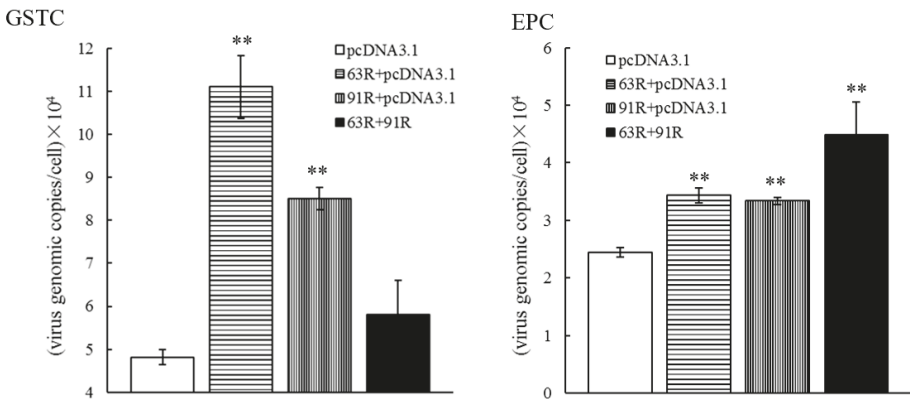 GSTC
(virus genomic copies/cell)×10⁴
12
11
10
9
8
7
6
5
4
**
**
pcDNA3.1
63R+pcDNA3.1
91R+pcDNA3.1
63R+91R
EPC
(virus genomic copies/cell)×10⁴
6
5
4
3
2
1
0
**
**
**
pcDNA3.1
63R+pcDNA3.1
91R+pcDNA3.1
63R+91R